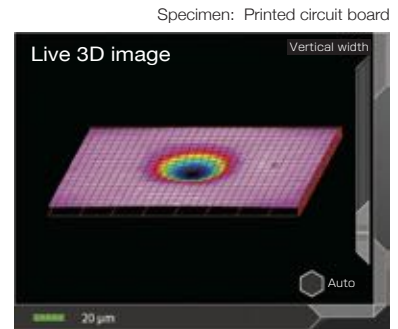 Specimen: Printed circuit board
Live 3D image
Vertical width
Auto
20 µm